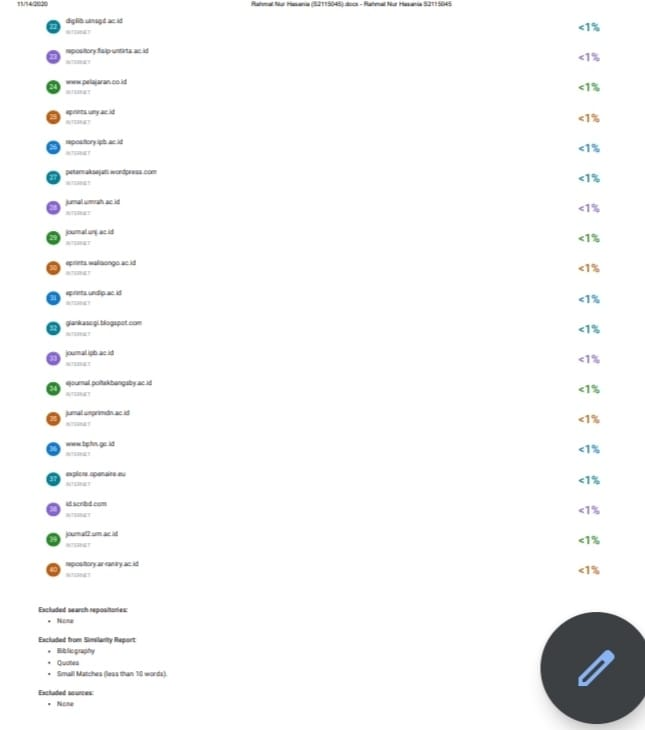 11/14/2020 Rahmat Nur Hasania (S2115045).docx - Rahmat Nur Hasania S2115045
22 digilib.uinsgd.ac.id <1%
INTERNET
23 repository.fisip-untirta.ac.id <1%
INTERNET
24 www.pelajaran.co.id <1%
INTERNET
25 eprints.uny.ac.id <1%
INTERNET
26 repository.ipb.ac.id <1%
INTERNET
27 peternaksejati.wordpress.com <1%
INTERNET
28 jurnal.umrah.ac.id <1%
INTERNET
29 journal.unj.ac.id <1%
INTERNET
30 eprints.walisongo.ac.id <1%
INTERNET
31 eprints.undip.ac.id <1%
INTERNET
32 giankascgi.blogspot.com <1%
INTERNET
33 journal.ipb.ac.id <1%
INTERNET
34 ejournal.poltekbangsby.ac.id <1%
INTERNET
35 jurnal.unprimdn.ac.id <1%
INTERNET
36 www.bphn.go.id <1%
INTERNET
37 explore.openaire.eu <1%
INTERNET
38 id.scribd.com <1%
INTERNET
39 journal2.um.ac.id <1%
INTERNET
40 repository.ar-raniry.ac.id <1%
INTERNET
Excluded search repositories:
• None
Excluded from Similarity Report:
• Bibliography
• Quotes
• Small Matches (less than 10 words).
Excluded sources:
• None